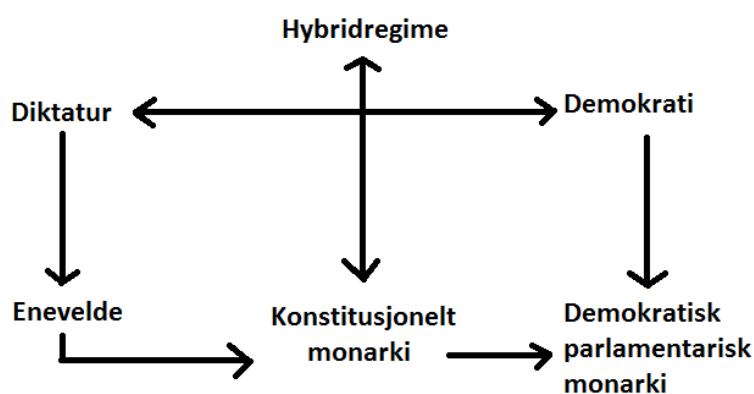 Hybridregime
Diktatur
Demokrati
Enevelde
Konstitusjonelt
monarki
Demokratisk
parlamentarisk
monarki